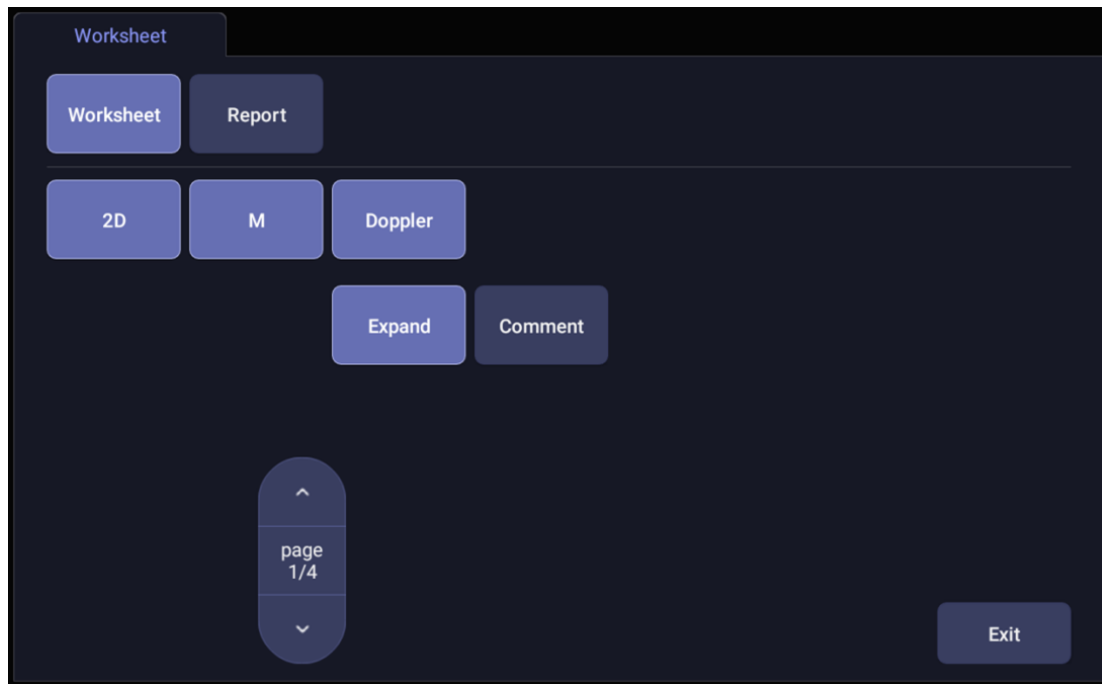 Worksheet
Worksheet Report
2D M Doppler
Expand Comment
page
1/4
Exit